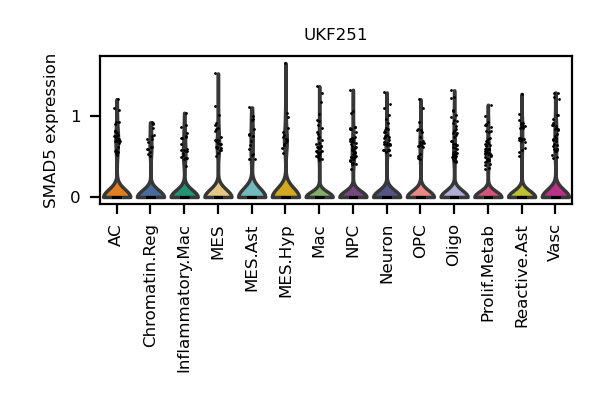 UKF251
SMAD5 expression
1
0
AC
Chromatin.Reg
Inflammatory.Mac
MES
MES.Ast
MES.Hyp
Mac
NPC
Neuron
OPC
Oligo
Prolif.Metab
Reactive.Ast
Vasc